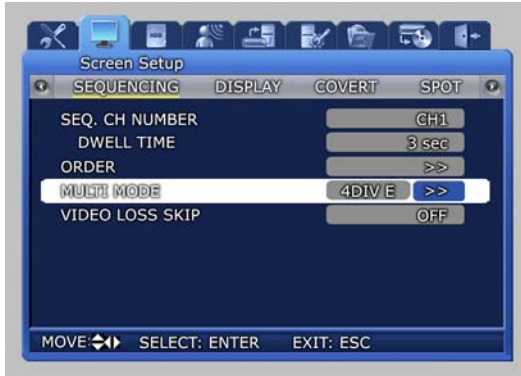 HDD
Screen Setup
SEQUENCING DISPLAY COVERT SPOT
SEQ. CH NUMBER CH1
DWELL TIME 3 sec
ORDER >>
MULTI MODE 4DIV E >>
VIDEO LOSS SKIP OFF
MOVE: SELECT: ENTER EXIT: ESC